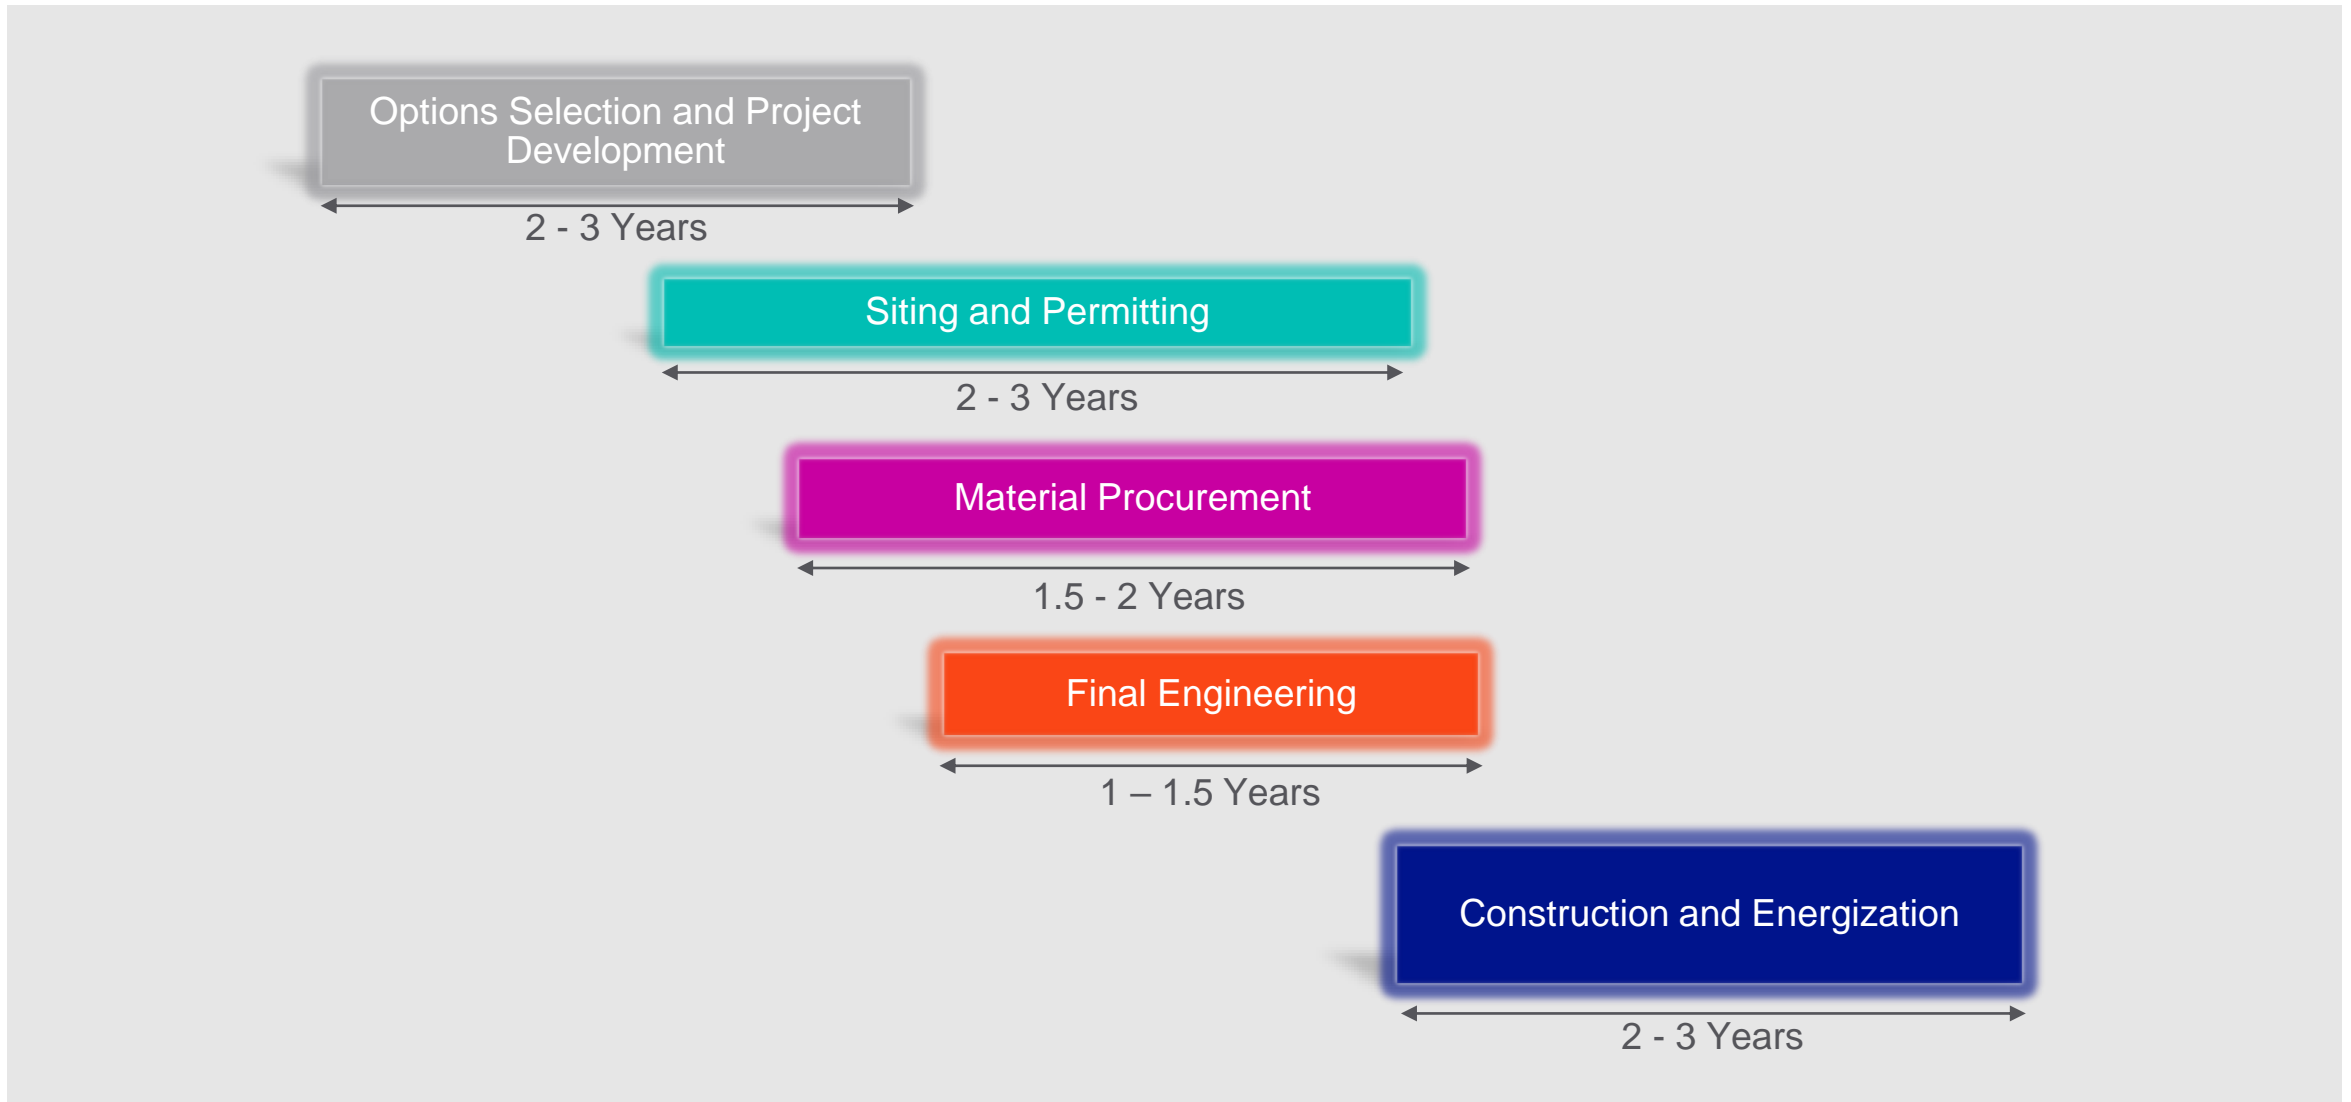 Options Selection and Project
Development
2 - 3 Years
Siting and Permitting
2 - 3 Years
Material Procurement
1.5 - 2 Years
Final Engineering
1 – 1.5 Years
Construction and Energization
2 - 3 Years